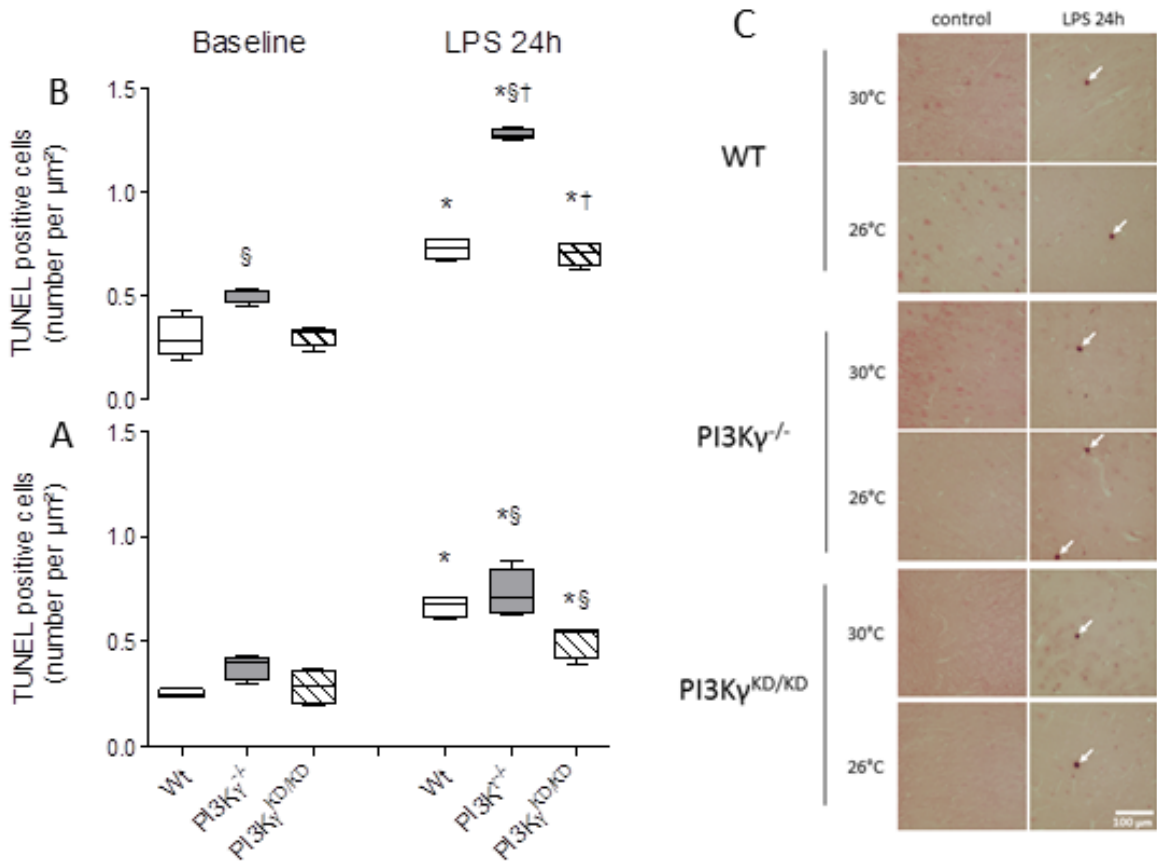 Baseline LPS 24h
B
TUNEL positive cells
(number per µm²)
1.5
1.0
0.5
0.0
§
*
*§†
*†
A
TUNEL positive cells
(number per µm²)
1.5
1.0
0.5
0.0
*
*§
*§
Wt
PI3Kγ-/-
PI3KγKD/KD
Wt
PI3Kγ-/-
PI3KγKD/KD
C
control LPS 24h
WT
30°C
26°C
PI3Kγ-/-
30°C
26°C
PI3KγKD/KD
30°C
26°C
100 µm